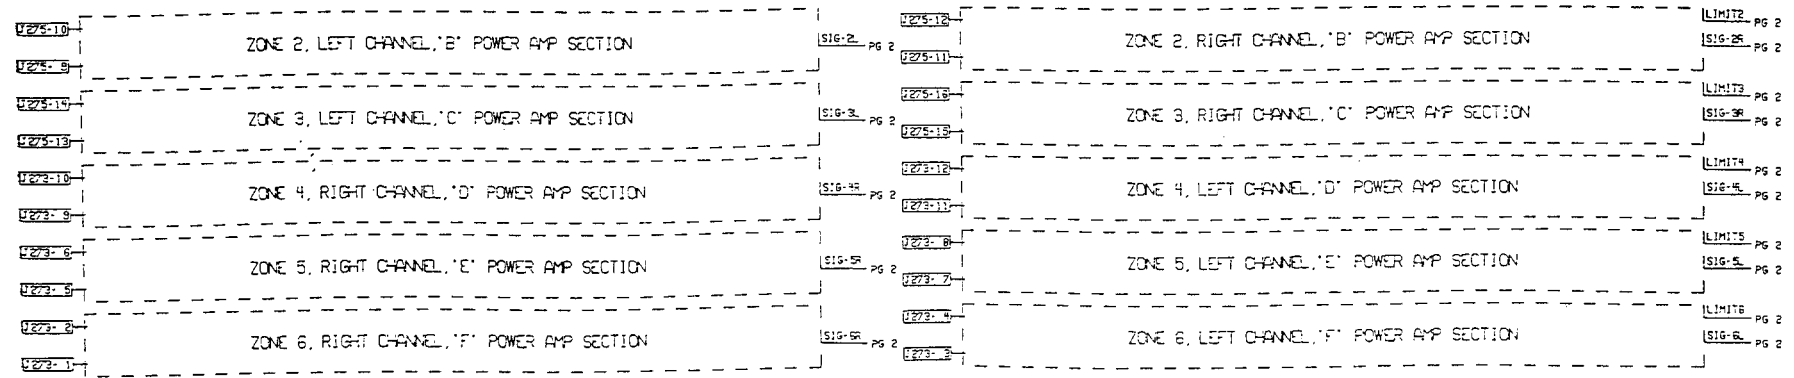 J275-10
ZONE 2, LEFT CHANNEL,"B" POWER AMP SECTION
SIG-2L PG 2
J275- 9
J275-14
ZONE 3, LEFT CHANNEL,"C" POWER AMP SECTION
SIG-3L PG 2
J275-13
J273-10
ZONE 4, RIGHT CHANNEL,"D" POWER AMP SECTION
SIG-4R PG 2
J273- 9
J273- 6
ZONE 5, RIGHT CHANNEL,"E" POWER AMP SECTION
SIG-5R PG 2
J273- 5
J273- 2
ZONE 6, RIGHT CHANNEL,"F" POWER AMP SECTION
SIG-6R PG 2
J273- 1
J275-12
LIMIT2 PG 2
ZONE 2, RIGHT CHANNEL,"B" POWER AMP SECTION
SIG-2R PG 2
J275-11
J275-16
LIMIT3 PG 2
ZONE 3, RIGHT CHANNEL,"C" POWER AMP SECTION
SIG-3R PG 2
J275-15
J273-12
LIMIT4 PG 2
ZONE 4, LEFT CHANNEL,"D" POWER AMP SECTION
SIG-4L PG 2
J273-11
J273- 8
LIMIT5 PG 2
ZONE 5, LEFT CHANNEL,"E" POWER AMP SECTION
SIG-5L PG 2
J273- 7
J273- 4
LIMIT6 PG 2
ZONE 6, LEFT CHANNEL,"F" POWER AMP SECTION
SIG-6L PG 2
J273- 3